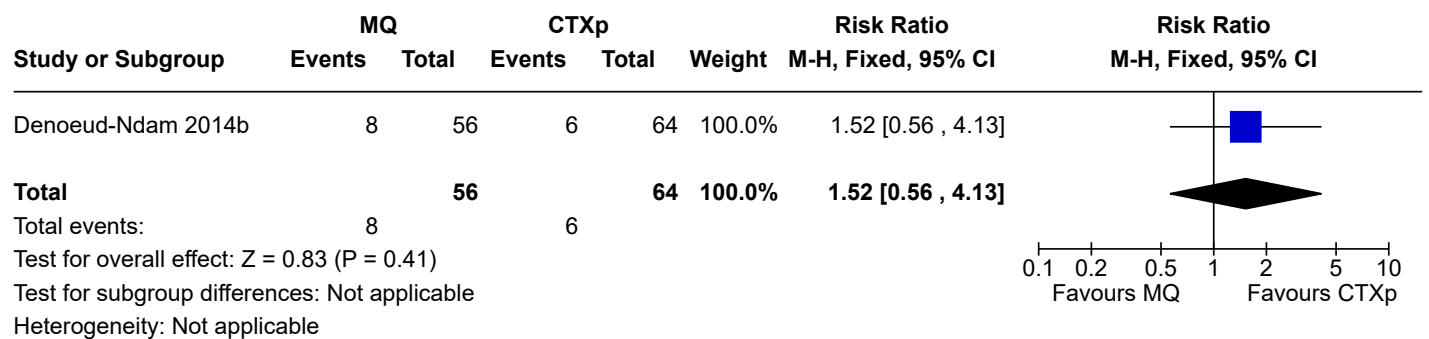 MQ CTXp Risk Ratio Risk Ratio
Study or Subgroup Events Total Events Total Weight M-H, Fixed, 95% CI M-H, Fixed, 95% CI
Denoeud-Ndam 2014b 8 56 6 64 100.0% 1.52 [0.56 , 4.13]
Total 56 64 100.0% 1.52 [0.56 , 4.13]
Total events: 8 6
Test for overall effect: Z = 0.83 (P = 0.41)
Test for subgroup differences: Not applicable
Heterogeneity: Not applicable
0.1 0.2 0.5 1 2 5 10
Favours MQ Favours CTXp